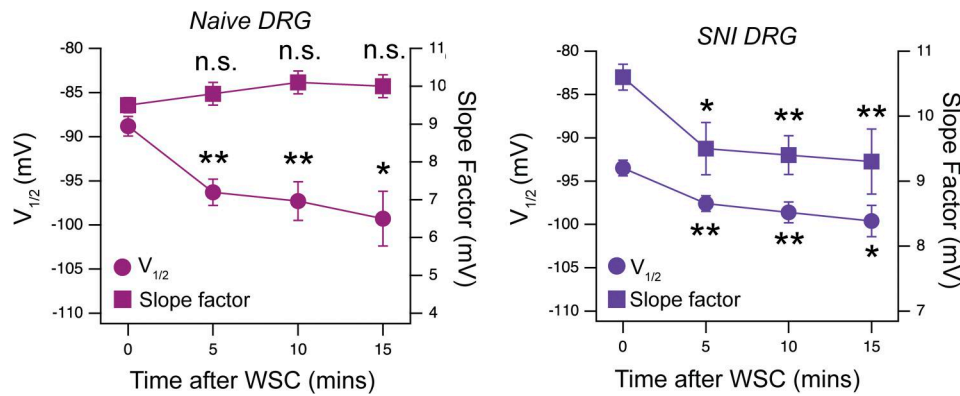 Naive DRG
-80
-85
-90
-95
-100
-105
-110
V1/2 (mV)
n.s.
n.s.
n.s.
**
**
*
V1/2
Slope factor
11
10
9
8
7
6
5
4
Slope Factor (mV)
0
5
10
15
Time after WSC (mins)
SNI DRG
-80
-85
-90
-95
-100
-105
-110
V1/2 (mV)
*
**
**
**
**
*
V1/2
Slope factor
11
10
9
8
7
Slope Factor (mV)
0
5
10
15
Time after WSC (mins)